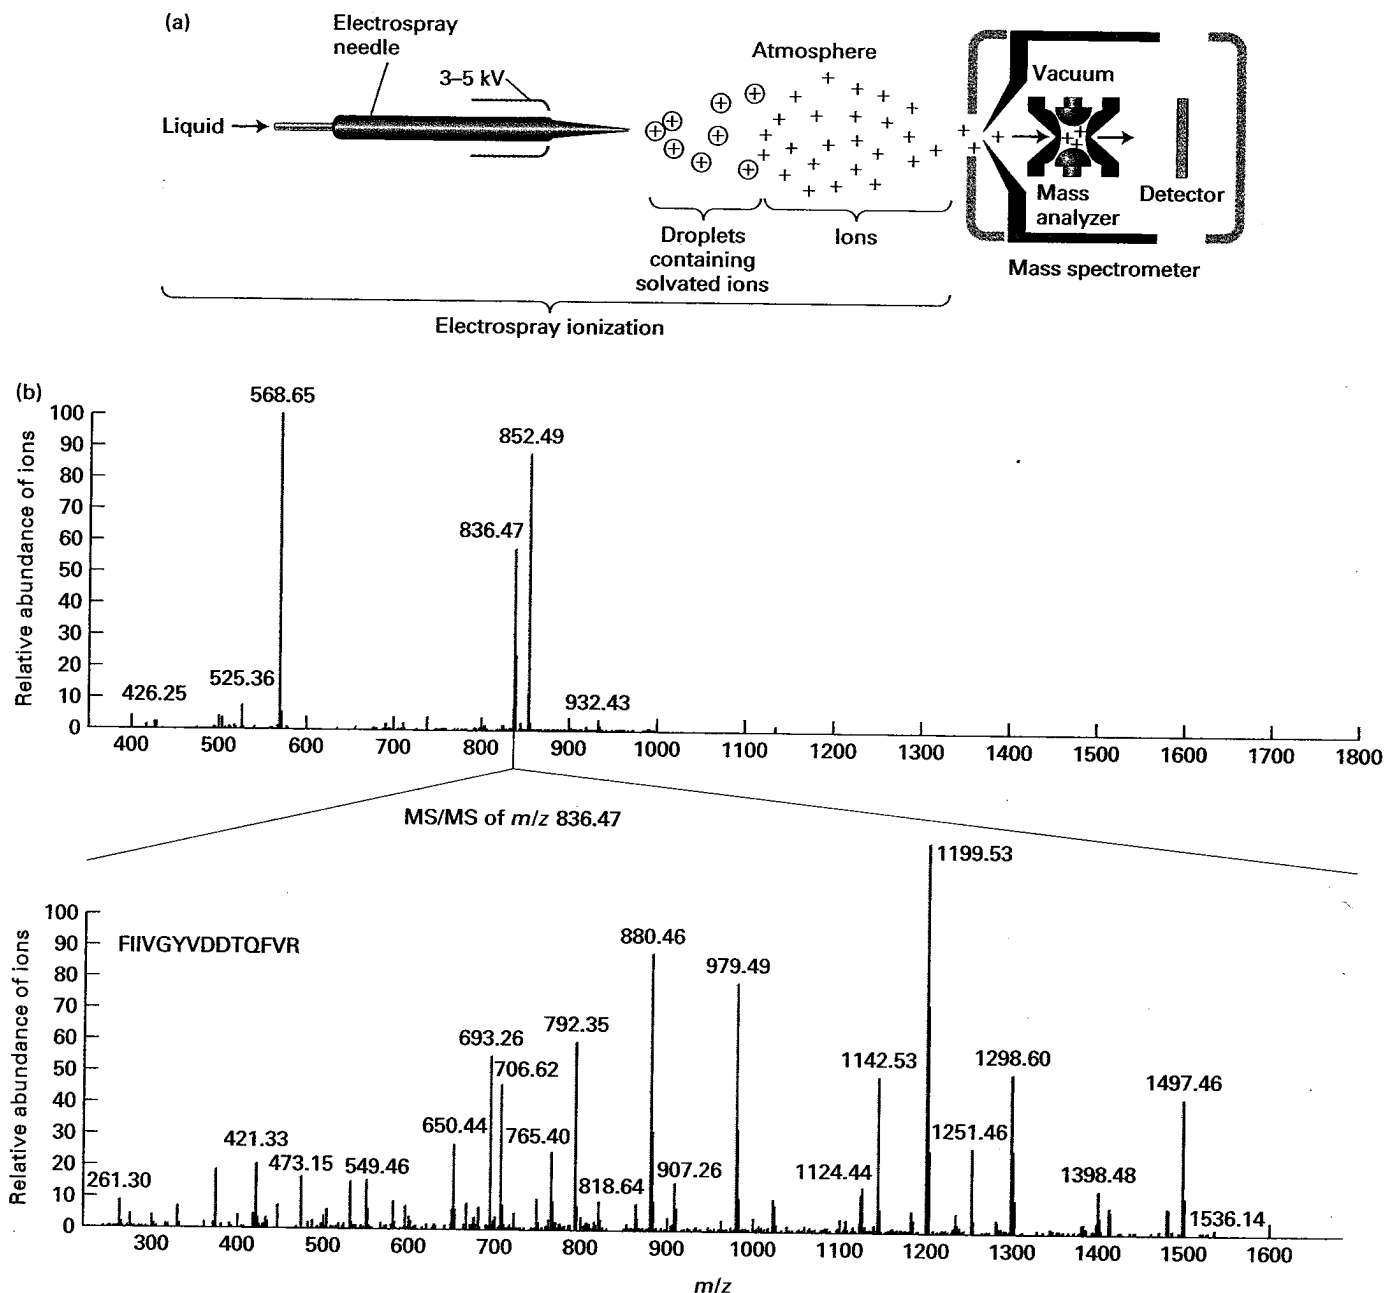 (a)
Electrospray
needle
3–5 kV
Liquid
Atmosphere
Vacuum
Mass
analyzer
Detector
Droplets
containing
solvated ions
Ions
Mass spectrometer
Electrospray ionization
(b)
Relative abundance of ions
100
90
80
70
60
50
40
30
20
10
0
568.65
852.49
836.47
426.25
525.36
932.43
400 500 600 700 800 900 1000 1100 1200 1300 1400 1500 1600 1700 1800
MS/MS of m/z 836.47
Relative abundance of ions
100
90
80
70
60
50
40
30
20
10
0
FIIVGYVDDTQFVR
1199.53
880.46
979.49
693.26
792.35
706.62
1142.53
1298.60
1497.46
650.44
765.40
1251.46
421.33
473.15
549.46
261.30
818.64
907.26
1124.44
1398.48
1536.14
300 400 500 600 700 800 900 1000 1100 1200 1300 1400 1500 1600
m/z